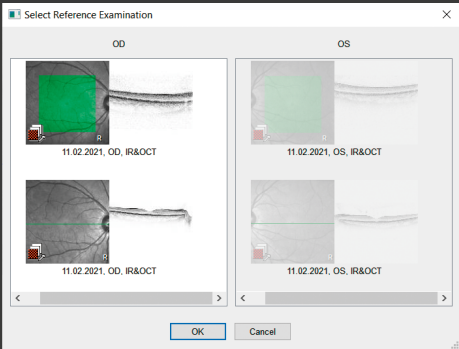 Select Reference Examination
OD
OS
R
11.02.2021, OD, IR&OCT
11.02.2021, OS, IR&OCT
R
11.02.2021, OD, IR&OCT
11.02.2021, OS, IR&OCT
OK
Cancel